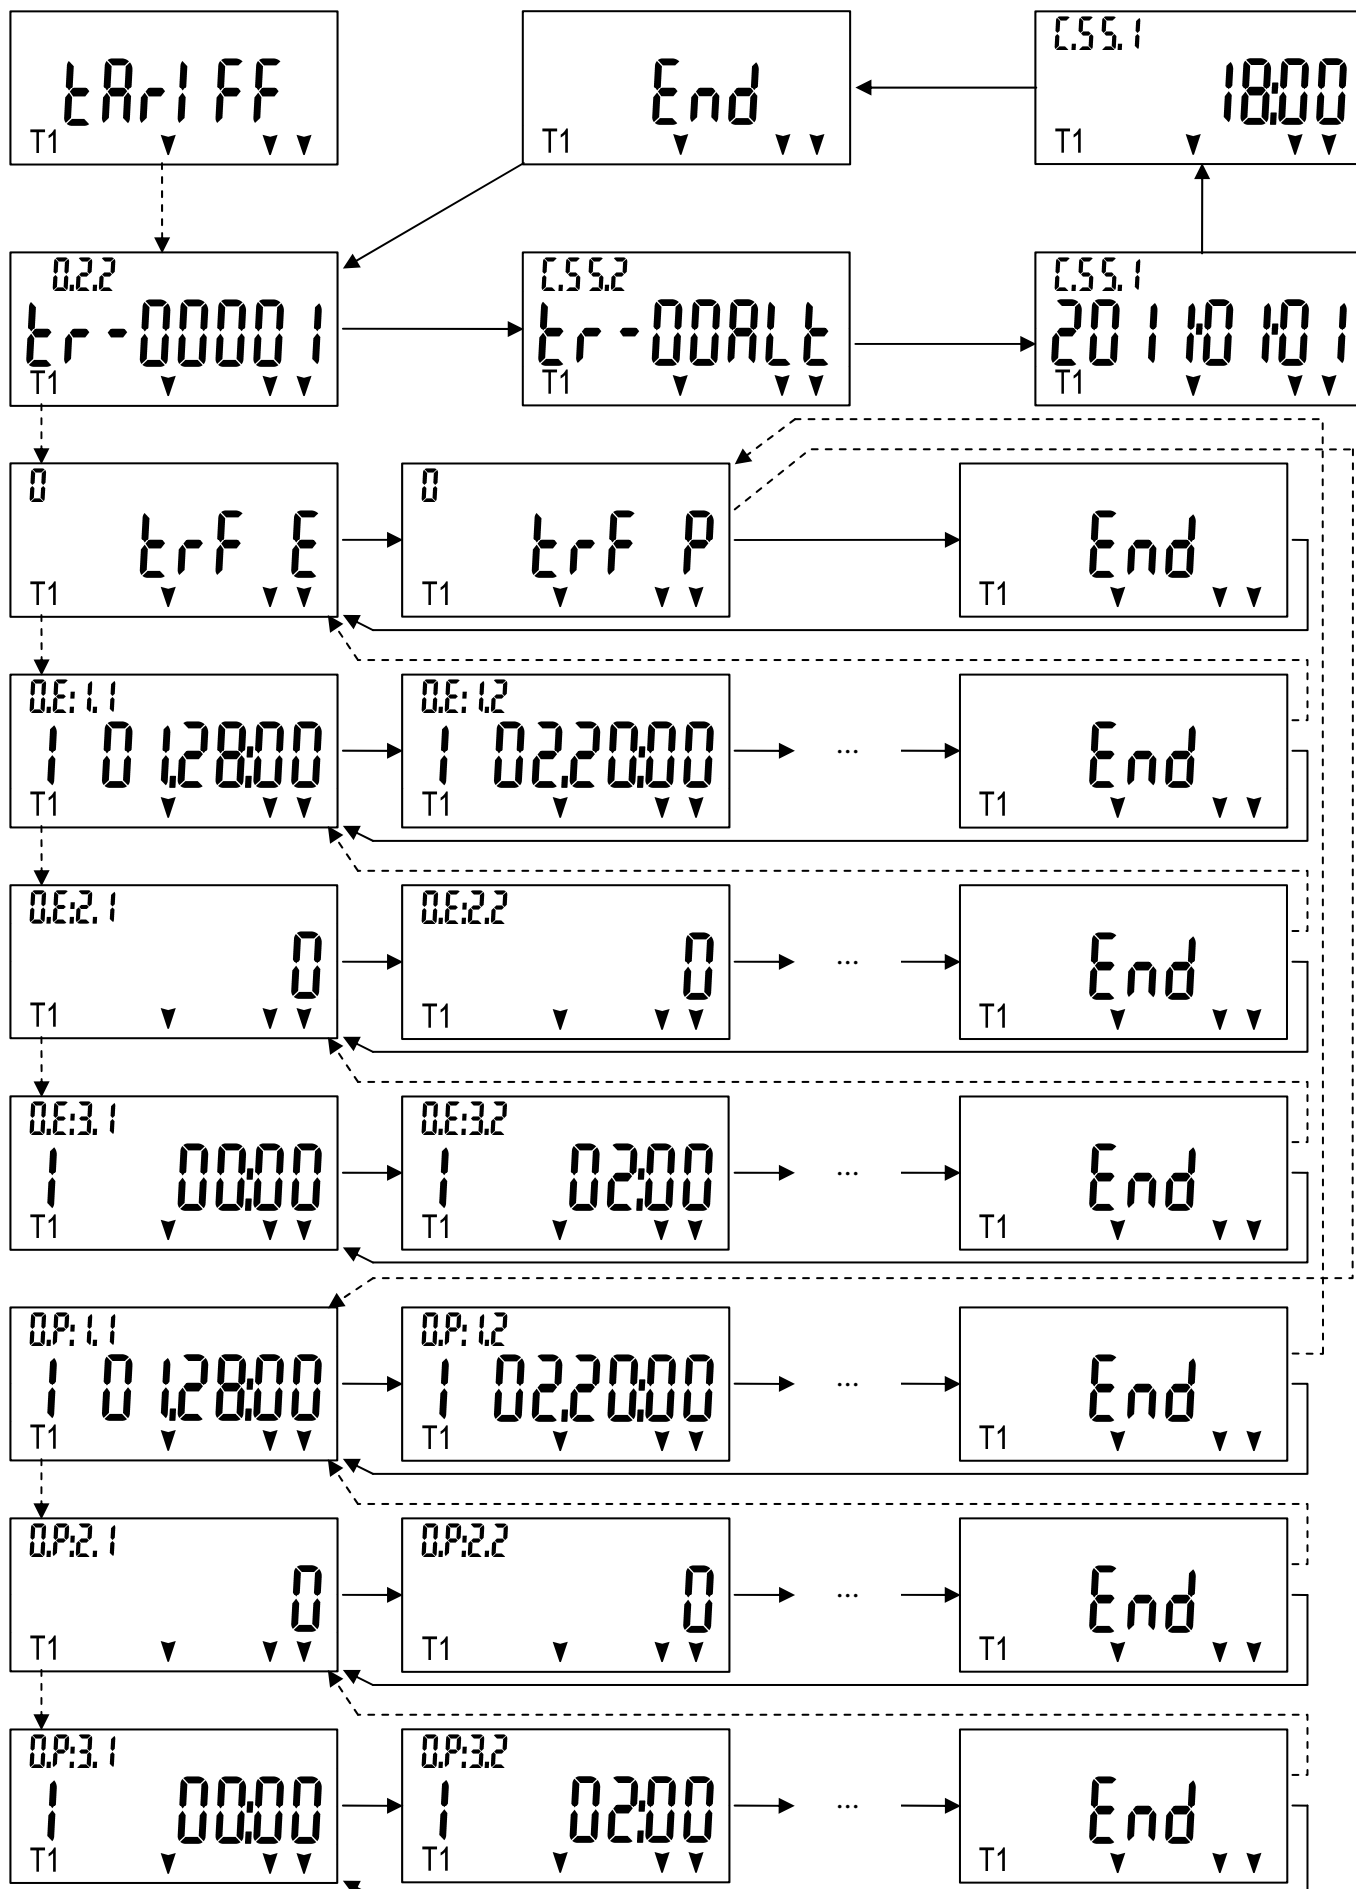 tArIFF
T1
End
T1
C.55.1
18:00
T1
0.2.2
tr-00001
T1
C.55.2
tr-00ALt
T1
C.55.1
2011:01:01
T1
0
trF E
T1
0
trF P
T1
End
T1
0.E:1.1
1 01.28:00
T1
0.E:1.2
1 02.20:00
T1
...
End
T1
0.E:2.1
0
T1
0.E:2.2
0
T1
...
End
T1
0.E:3.1
1 00:00
T1
0.E:3.2
1 02:00
T1
...
End
T1
0.P:1.1
1 01.28:00
T1
0.P:1.2
1 02.20:00
T1
...
End
T1
0.P:2.1
0
T1
0.P:2.2
0
T1
...
End
T1
0.P:3.1
1 00:00
T1
0.P:3.2
1 02:00
T1
...
End
T1